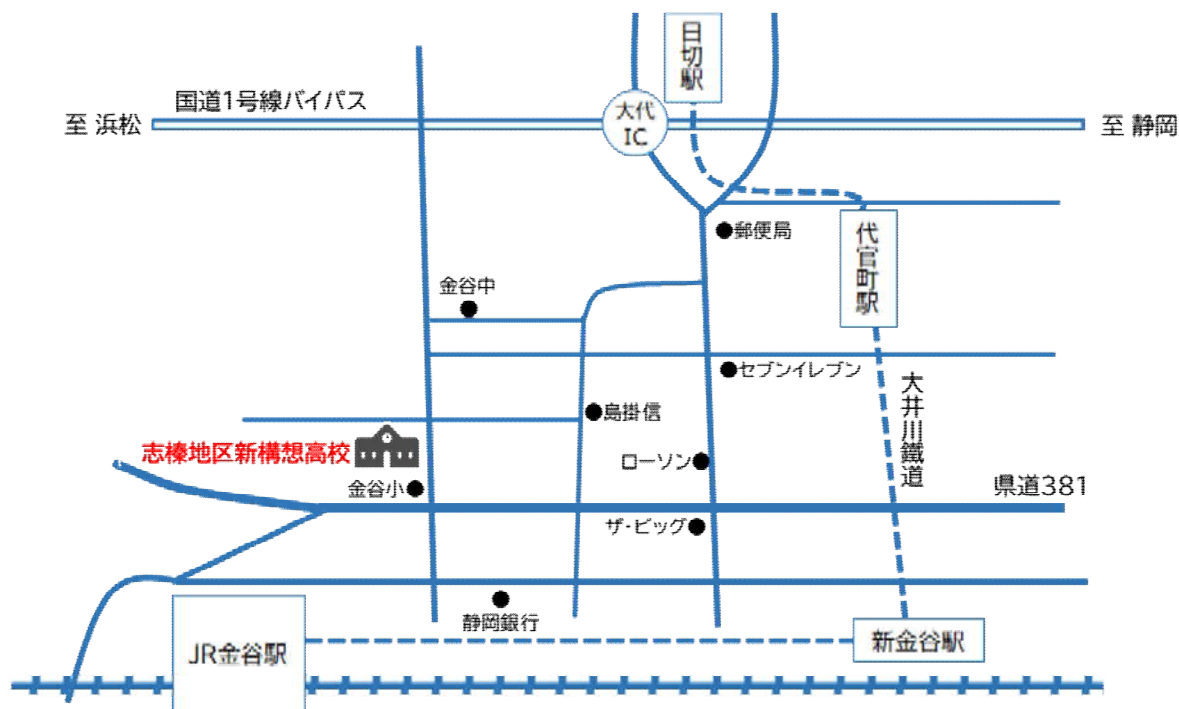 日切駅
国道1号線バイパス
大代
IC
至 浜松
至 静岡
郵便局
代官町駅
金谷中
セブンイレブン
大井川鐵道
島掛信
志榛地区新構想高校
ローソン
金谷小
県道381
ザ・ビッグ
静岡銀行
新金谷駅
JR金谷駅